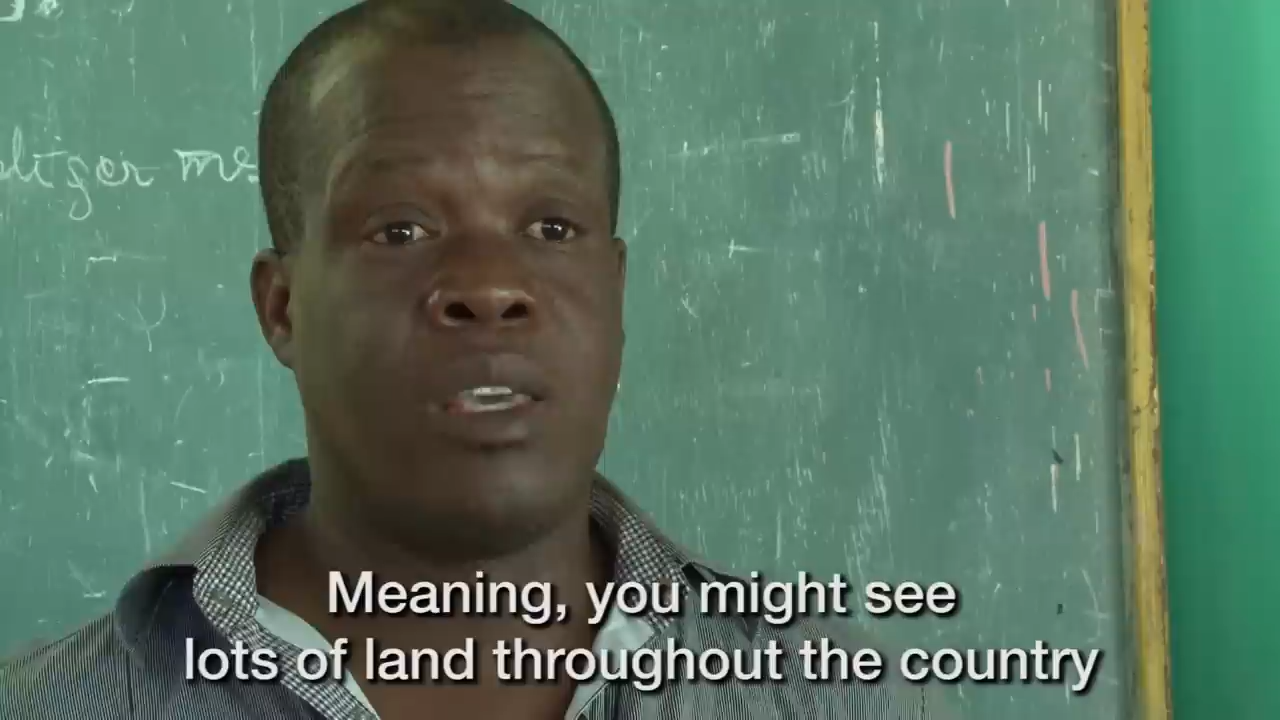 Meaning, you might see
lots of land throughout the country